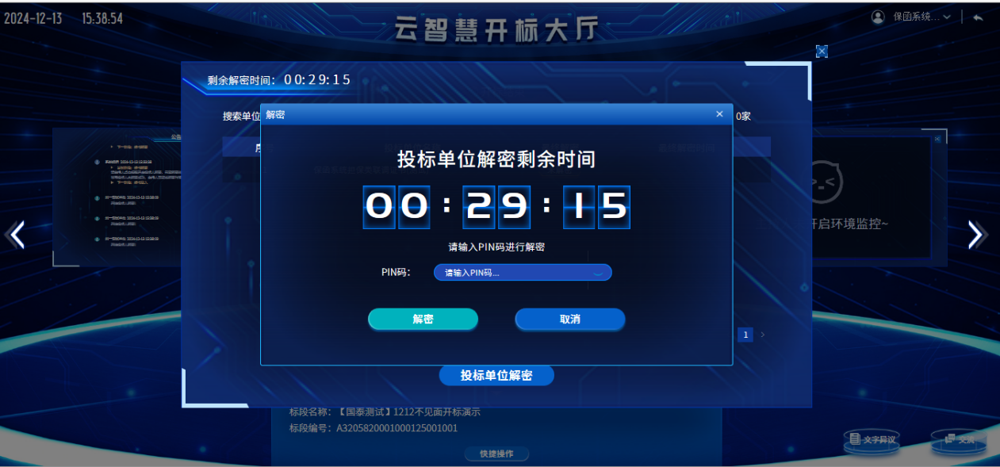 2024-12-13 15:38:54
云智慧开标大厅
保函系统...
剩余解密时间：00:29:15
搜索单位
0家
解密
投标单位解密剩余时间
00:29:15
请输入PIN码进行解密
PIN码：
请输入PIN码...
解密 取消
1
投标单位解密
开启环境监控~
标段名称：【国泰测试】1212不见面开标演示
标段编号：A3205820001000125001001
快捷操作
文字异议
交流